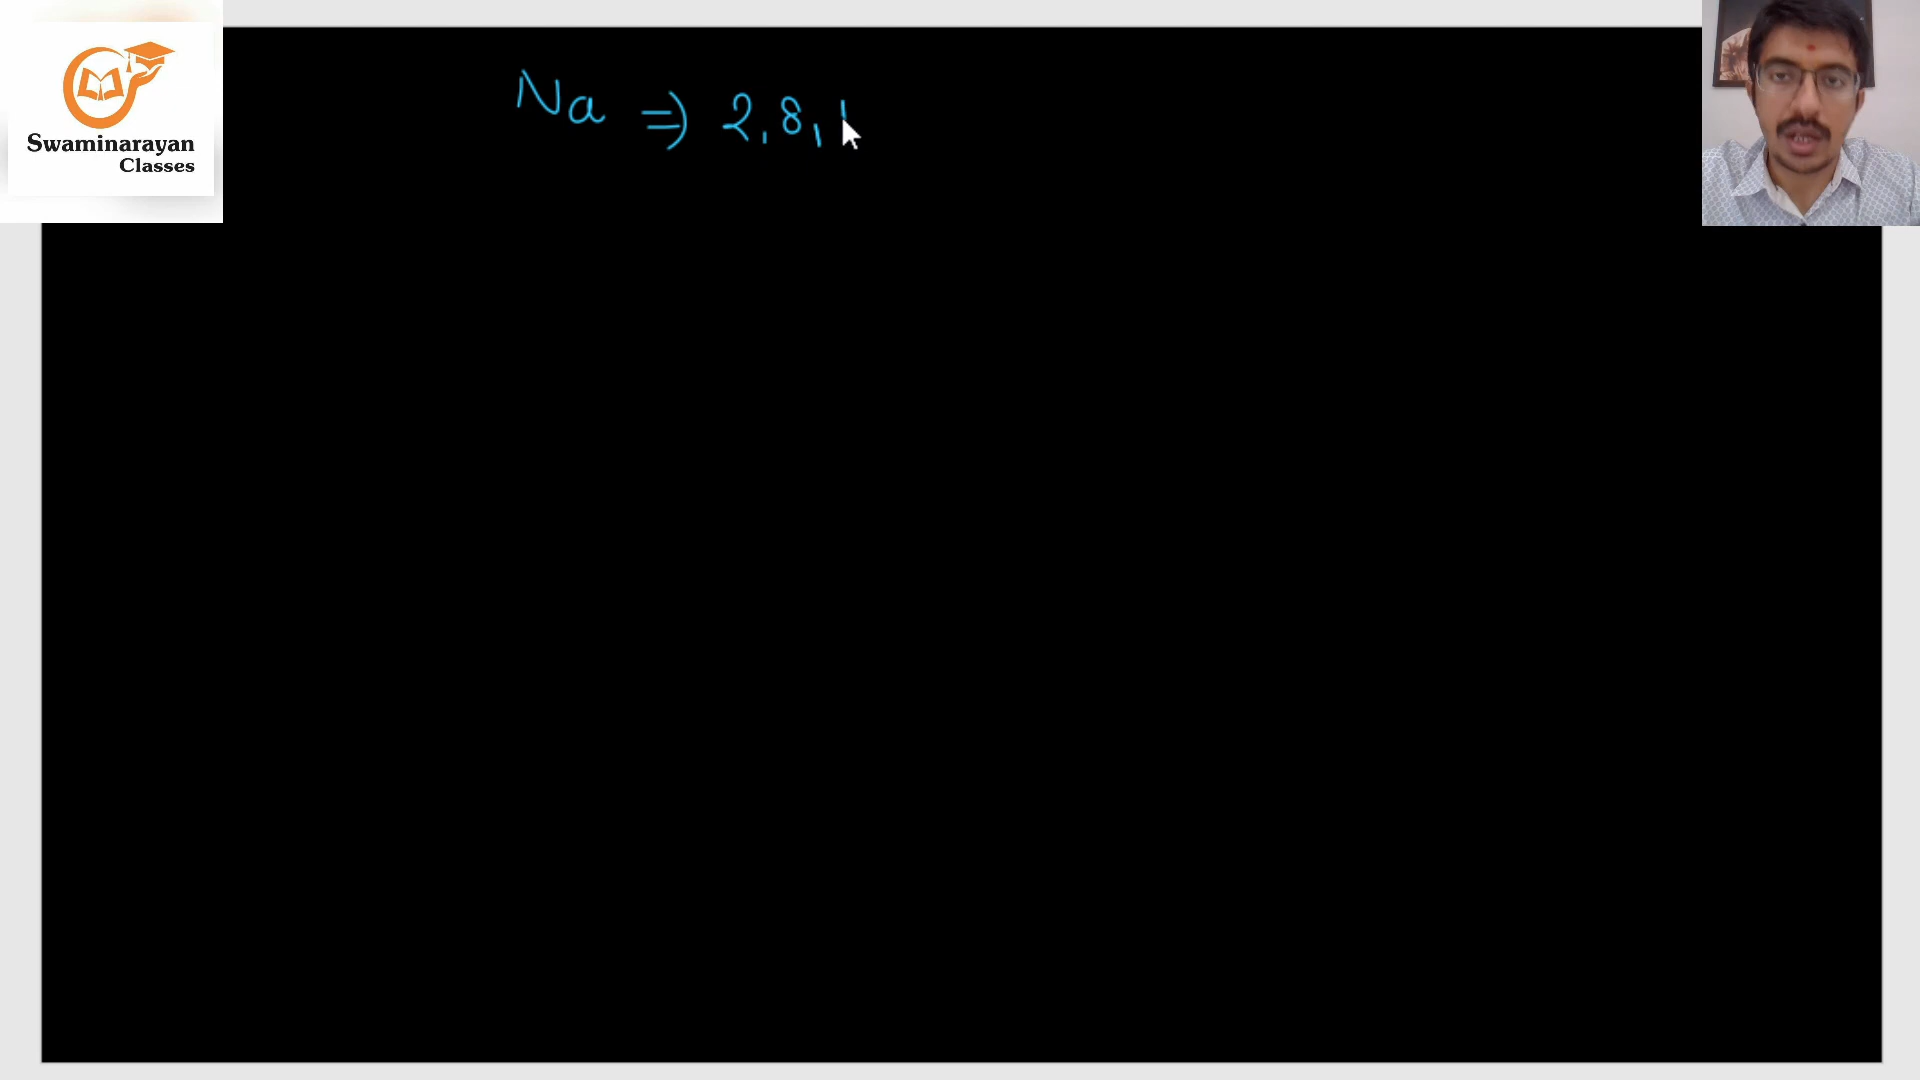 Swaminarayan
Classes
Na ⇒ 2,8,1